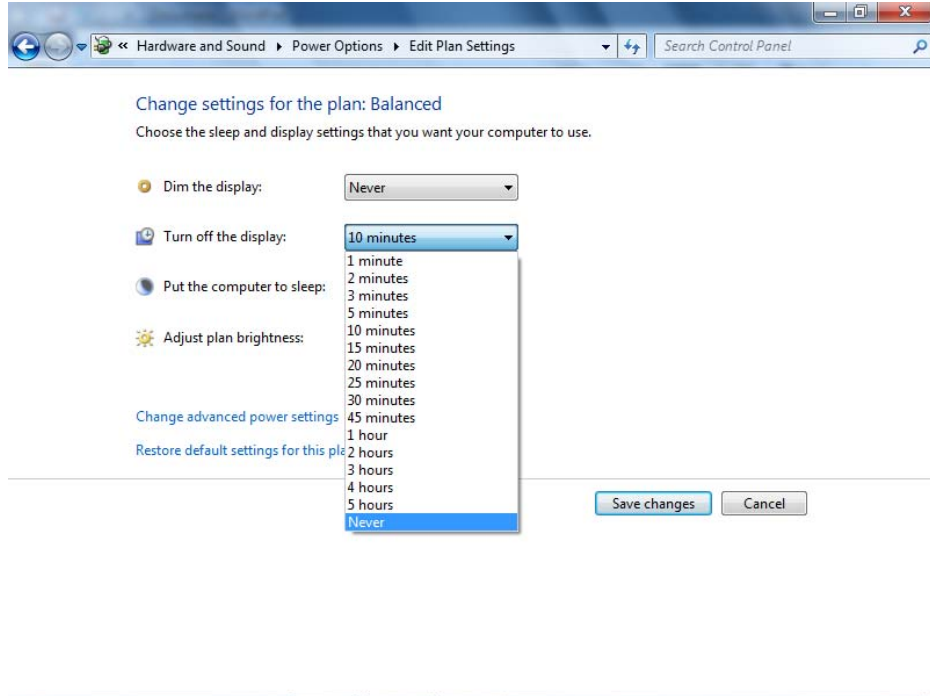 « Hardware and Sound ▸ Power Options ▸ Edit Plan Settings
Search Control Panel
Change settings for the plan: Balanced
Choose the sleep and display settings that you want your computer to use.
Dim the display: Never
Turn off the display: 10 minutes
1 minute
2 minutes
3 minutes
5 minutes
10 minutes
15 minutes
20 minutes
25 minutes
30 minutes
45 minutes
1 hour
2 hours
3 hours
4 hours
5 hours
Never
Put the computer to sleep:
Adjust plan brightness:
Change advanced power settings
Restore default settings for this pla
Save changes
Cancel